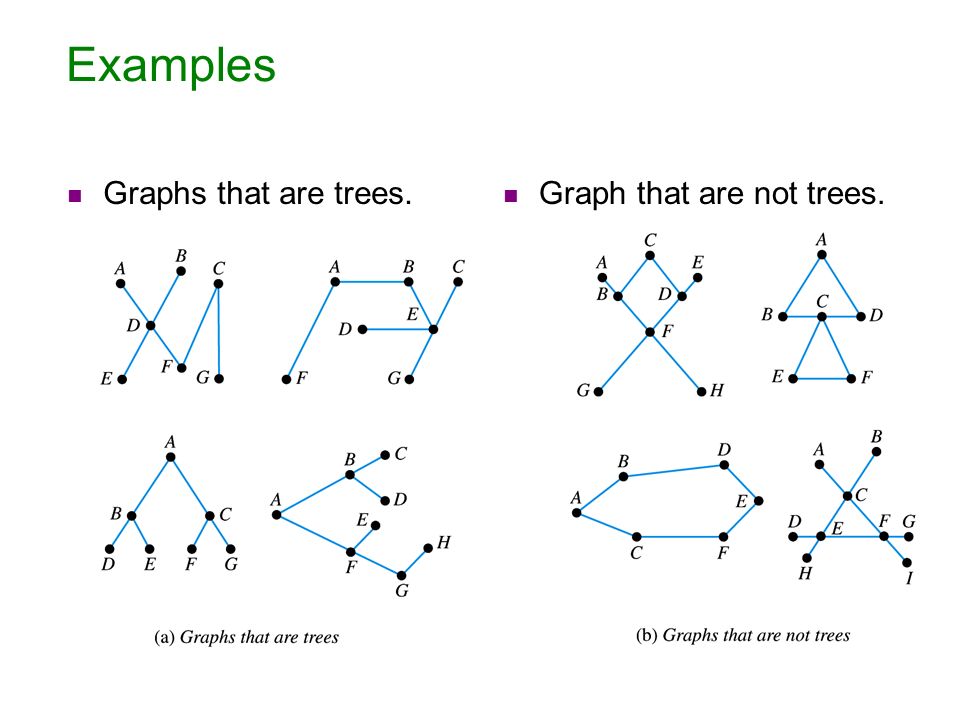 Examples
Graphs that are trees.
A B C
D
E F G
A B C
D E
F G
A
B C
D E F G
C
B
A D
E
H
F
G
(a) Graphs that are trees
Graph that are not trees.
C
A E
B D
F
G H
A
B C D
E F
D
B
A E
C F
B
A
C
D E F G
H I
(b) Graphs that are not trees